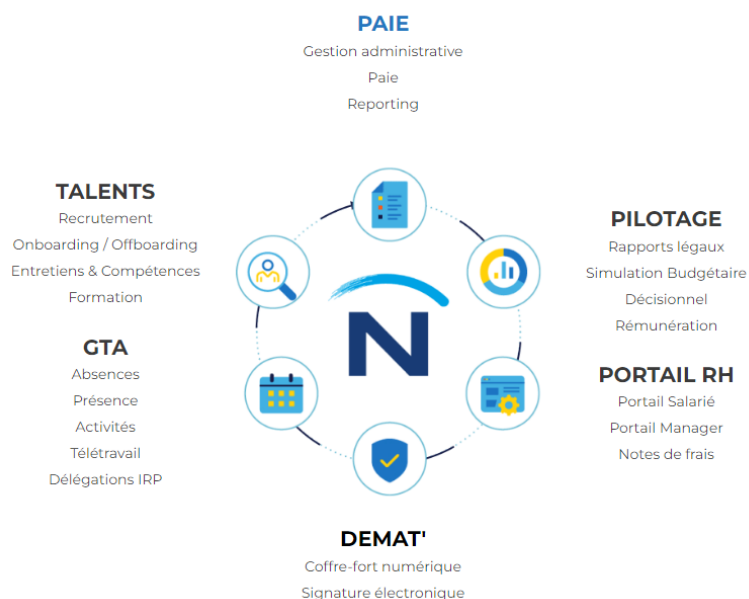 PAIE
Gestion administrative
Paie
Reporting
TALENTS
Recrutement
Onboarding / Offboarding
Entretiens & Compétences
Formation
PILOTAGE
Rapports légaux
Simulation Budgétaire
Décisionnel
Rémunération
N
GTA
Absences
Présence
Activités
Télétravail
Délégations IRP
PORTAIL RH
Portail Salarié
Portail Manager
Notes de frais
DEMAT'
Coffre-fort numérique
Signature électronique